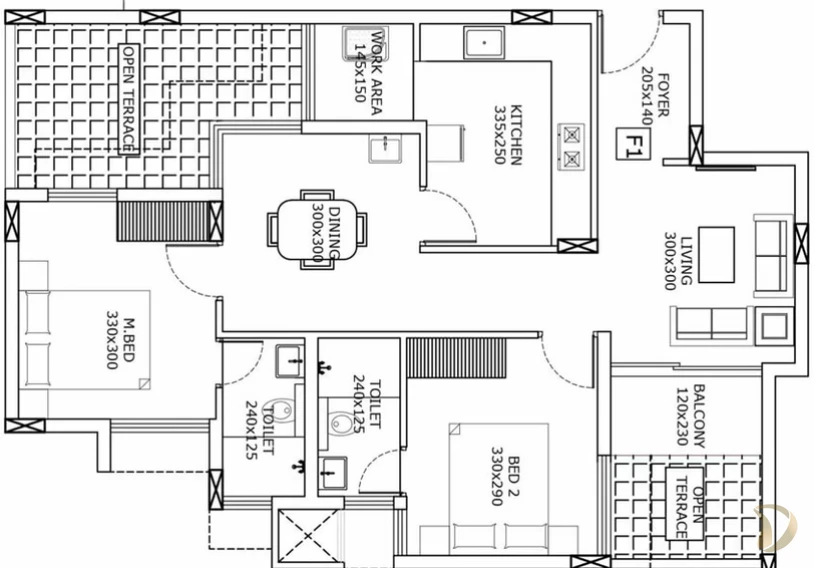 OPEN TERRACE
WORK AREA
145x150
KITCHEN
335x250
FOYER
205x140
F1
DINING
300x300
LIVING
300x300
M.BED
330x300
TOILET
240x125
TOILET
240x125
BED 2
330x290
BALCONY
120x230
OPEN
TERRACE